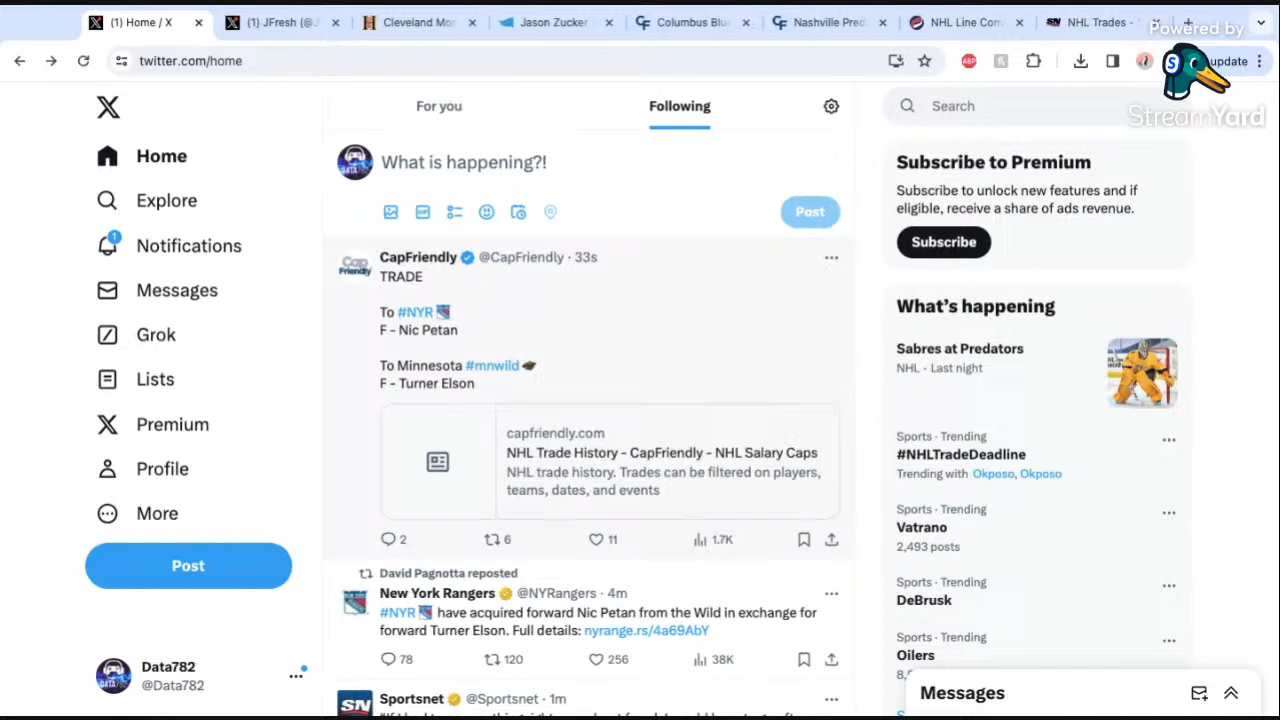 (1) Home / X
(1) JFresh (@J
Cleveland Mo
Jason Zucker
Columbus Blu
Nashville Pred
NHL Line Com
NHL Trades -
Powered by
twitter.com/home
update
StreamYard
Home
Explore
1
Notifications
Messages
Grok
Lists
Premium
Profile
More
Post
Data782
@Data782
For you
Following
What is happening?!
Post
CapFriendly @CapFriendly · 33s
TRADE
To #NYR
F - Nic Petan
To Minnesota #mnwild
F - Turner Elson
capfriendly.com
NHL Trade History - CapFriendly - NHL Salary Caps
NHL trade history. Trades can be filtered on players,
teams, dates, and events
2 6 11 1.7K
David Pagnotta reposted
New York Rangers @NYRangers · 4m
#NYR have acquired forward Nic Petan from the Wild in exchange for
forward Turner Elson. Full details: nyrange.rs/4a69AbY
78 120 256 38K
Sportsnet @Sportsnet · 1m
Search
Subscribe to Premium
Subscribe to unlock new features and if
eligible, receive a share of ads revenue.
Subscribe
What's happening
Sabres at Predators
NHL · Last night
Sports · Trending
#NHLTradeDeadline
Trending with Okposo, Okposo
Sports · Trending
Vatrano
2,493 posts
Sports · Trending
DeBrusk
Sports · Trending
Oilers
Messages